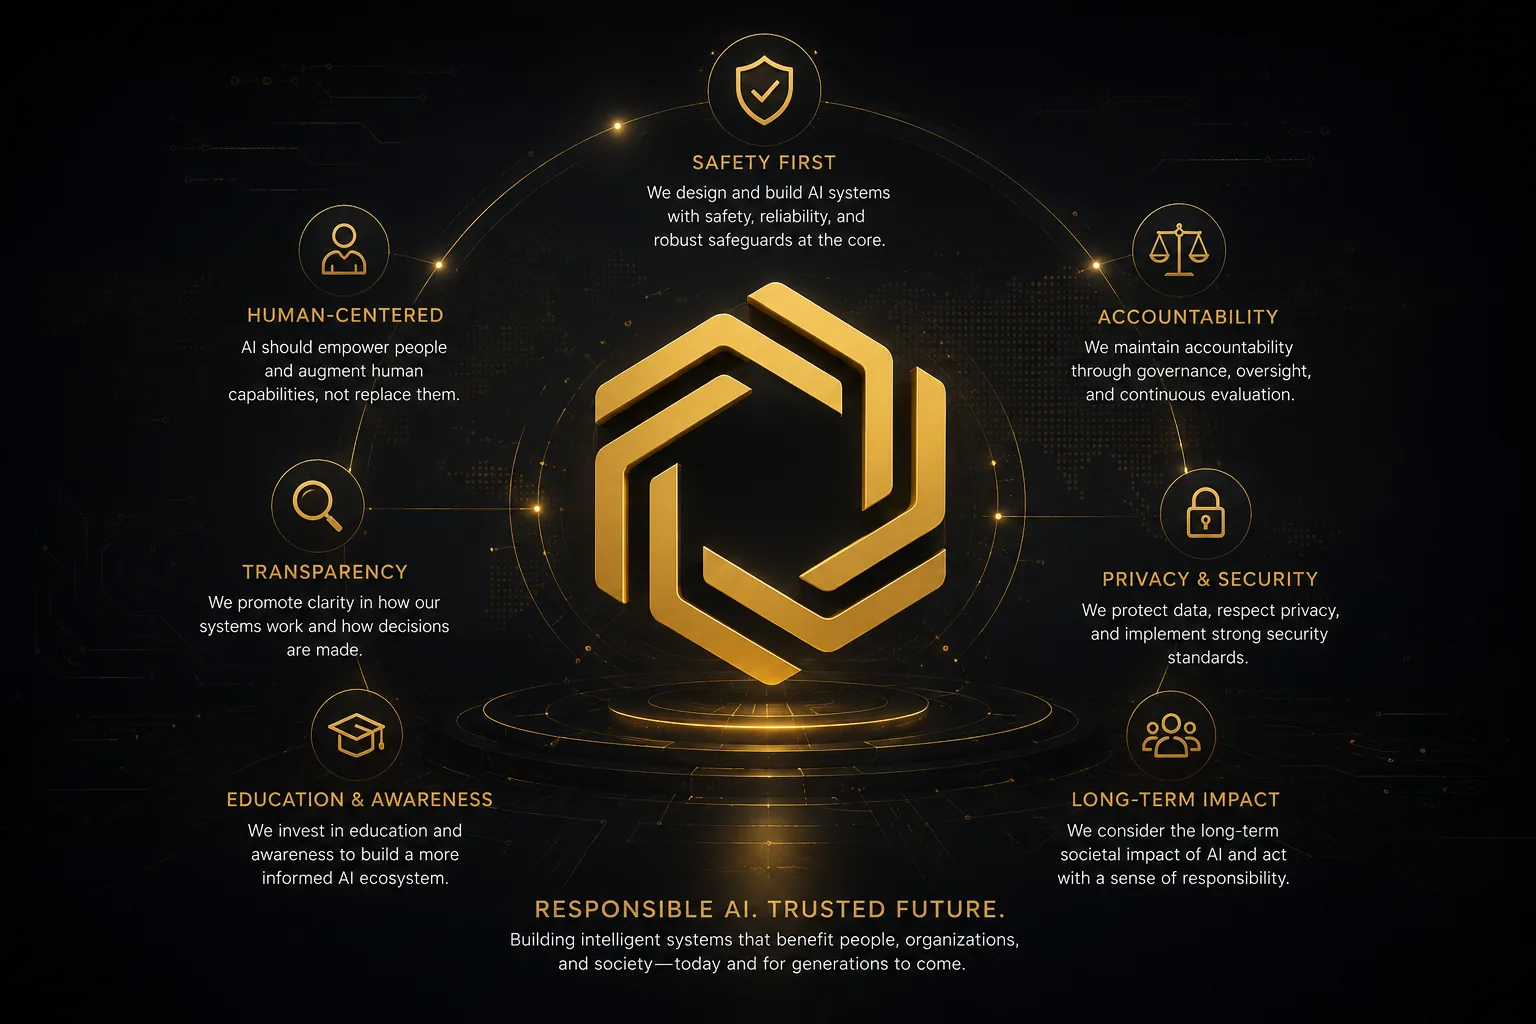 SAFETY FIRST
We design and build AI systems
with safety, reliability, and
robust safeguards at the core.
HUMAN-CENTERED
AI should empower people
and augment human
capabilities, not replace them.
ACCOUNTABILITY
We maintain accountability
through governance, oversight,
and continuous evaluation.
TRANSPARENCY
We promote clarity in how our
systems work and how decisions
are made.
PRIVACY & SECURITY
We protect data, respect privacy,
and implement strong security
standards.
EDUCATION & AWARENESS
We invest in education and
awareness to build a more
informed AI ecosystem.
LONG-TERM IMPACT
We consider the long-term
societal impact of AI and act
with a sense of responsibility.
RESPONSIBLE AI. TRUSTED FUTURE.
Building intelligent systems that benefit people, organizations,
and society—today and for generations to come.